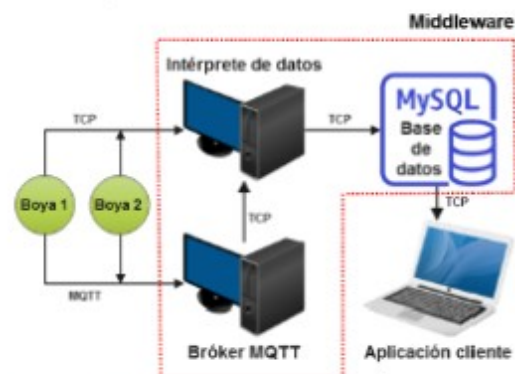 Middleware
Intérprete de datos
TCP
TCP
MySQL
Base
de
datos
Boya 1
Boya 2
TCP
TCP
MQTT
Bróker MQTT
Aplicación cliente